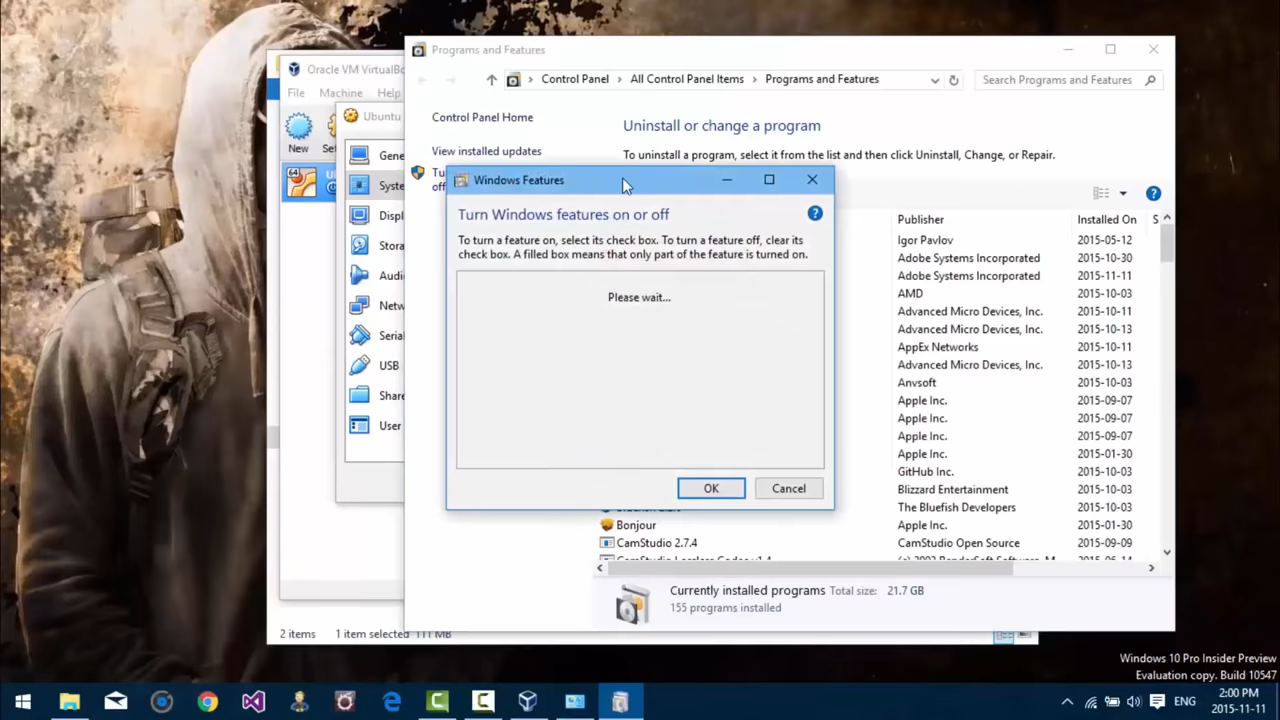 Programs and Features
Control Panel
All Control Panel Items
Programs and Features
Search Programs and Features
Oracle VM VirtualBo
File Machine Help
New
Ubuntu
64
Gene
Syste
Displ
Stora
Audi
Netw
Serial
USB
Share
User
Control Panel Home
View installed updates
Tu
off
Uninstall or change a program
To uninstall a program, select it from the list and then click Uninstall, Change, or Repair.
Windows Features
Turn Windows features on or off
To turn a feature on, select its check box. To turn a feature off, clear its
check box. A filled box means that only part of the feature is turned on.
Please wait...
OK Cancel
Publisher Installed On S
Igor Pavlov 2015-05-12
Adobe Systems Incorporated 2015-10-30
Adobe Systems Incorporated 2015-11-11
AMD 2015-10-03
Advanced Micro Devices, Inc. 2015-10-11
Advanced Micro Devices, Inc. 2015-10-13
AppEx Networks 2015-10-11
Advanced Micro Devices, Inc. 2015-10-13
Anvsoft 2015-10-03
Apple Inc. 2015-09-07
Apple Inc. 2015-09-07
Apple Inc. 2015-09-07
Apple Inc. 2015-01-30
GitHub Inc. 2015-10-03
Blizzard Entertainment 2015-10-03
The Bluefish Developers 2015-10-03
Bonjour Apple Inc. 2015-01-30
CamStudio 2.7.4 CamStudio Open Source 2015-09-09
Currently installed programs Total size: 21.7 GB
155 programs installed
2 items 1 item selected 111 MB
Windows 10 Pro Insider Preview
Evaluation copy. Build 10547
ENG
2:00 PM
2015-11-11